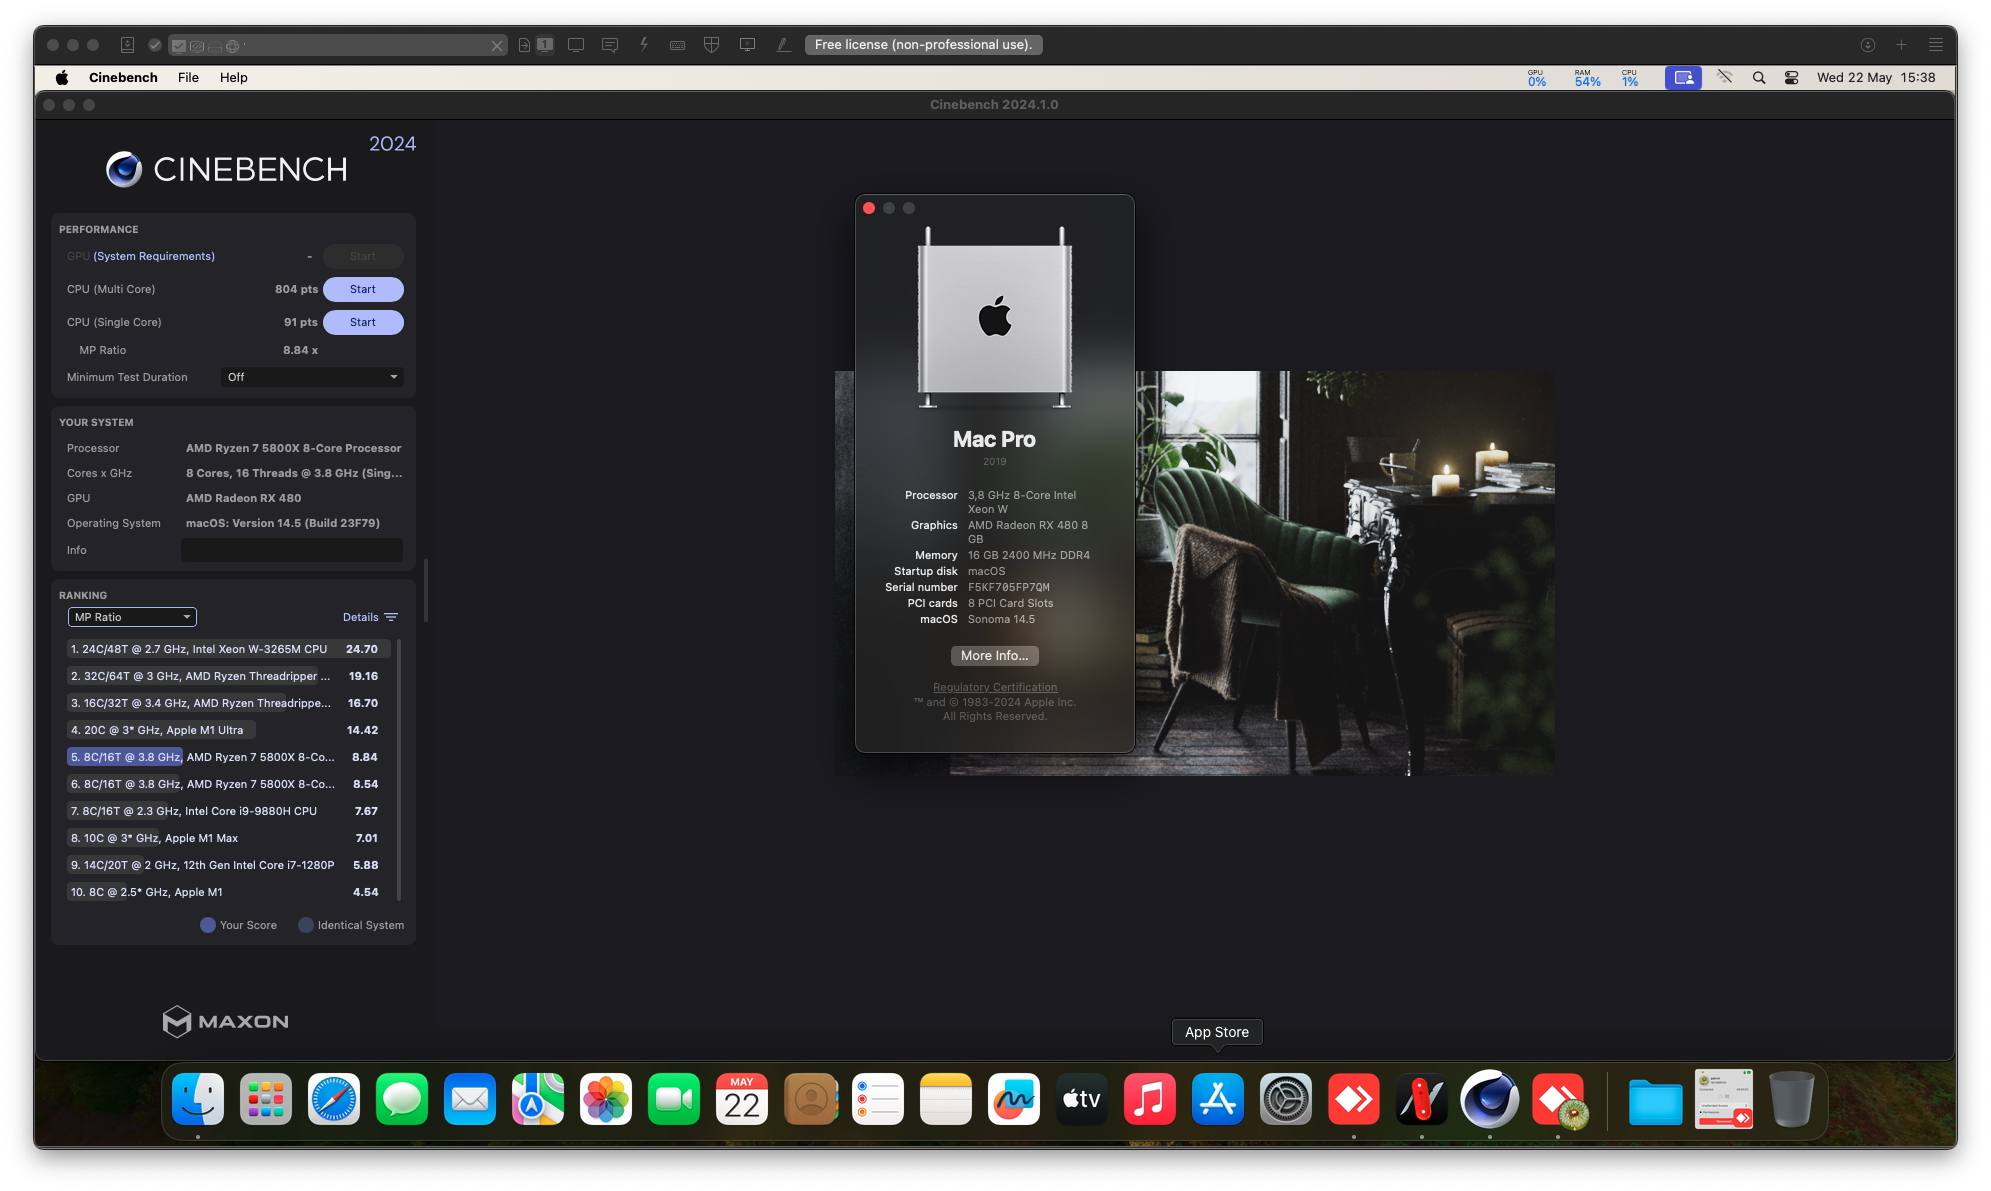 Free license (non-professional use).
1
Cinebench File Help
GPU 0% RAM 54% CPU 1% Wed 22 May 15:38
Cinebench 2024.1.0
2024
CINEBENCH
PERFORMANCE
GPU (System Requirements) - Start
CPU (Multi Core) 804 pts Start
CPU (Single Core) 91 pts Start
MP Ratio 8.84 x
Minimum Test Duration Off
YOUR SYSTEM
Processor AMD Ryzen 7 5800X 8-Core Processor
Cores x GHz 8 Cores, 16 Threads @ 3.8 GHz (Sing...
GPU AMD Radeon RX 480
Operating System macOS: Version 14.5 (Build 23F79)
Info
RANKING
MP Ratio Details
1. 24C/48T @ 2.7 GHz, Intel Xeon W-3265M CPU 24.70
2. 32C/64T @ 3 GHz, AMD Ryzen Threadripper ... 19.16
3. 16C/32T @ 3.4 GHz, AMD Ryzen Threadrippe... 16.70
4. 20C @ 3* GHz, Apple M1 Ultra 14.42
5. 8C/16T @ 3.8 GHz, AMD Ryzen 7 5800X 8-Co... 8.84
6. 8C/16T @ 3.8 GHz, AMD Ryzen 7 5800X 8-Co... 8.54
7. 8C/16T @ 2.3 GHz, Intel Core i9-9880H CPU 7.67
8. 10C @ 3* GHz, Apple M1 Max 7.01
9. 14C/20T @ 2 GHz, 12th Gen Intel Core i7-1280P 5.88
10. 8C @ 2.5* GHz, Apple M1 4.54
Your Score Identical System
MAXON
Mac Pro
2019
Processor 3,8 GHz 8-Core Intel
Xeon W
Graphics AMD Radeon RX 480 8
GB
Memory 16 GB 2400 MHz DDR4
Startup disk macOS
Serial number F5KF705FP7QM
PCI cards 8 PCI Card Slots
macOS Sonoma 14.5
More Info...
Regulatory Certification
™ and © 1983-2024 Apple Inc.
All Rights Reserved.
App Store
MAY
22
tv